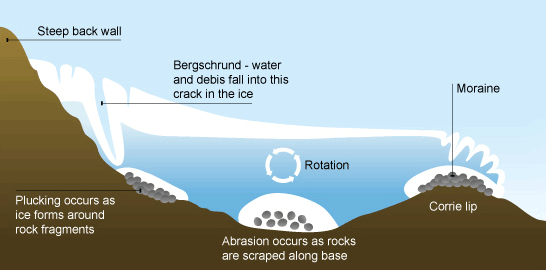 Steep back wall
Bergschrund - water
and debris fall into this
crack in the ice
Moraine
Rotation
Plucking occurs as
ice forms around
rock fragments
Corrie lip
Abrasion occurs as rocks
are scraped along base